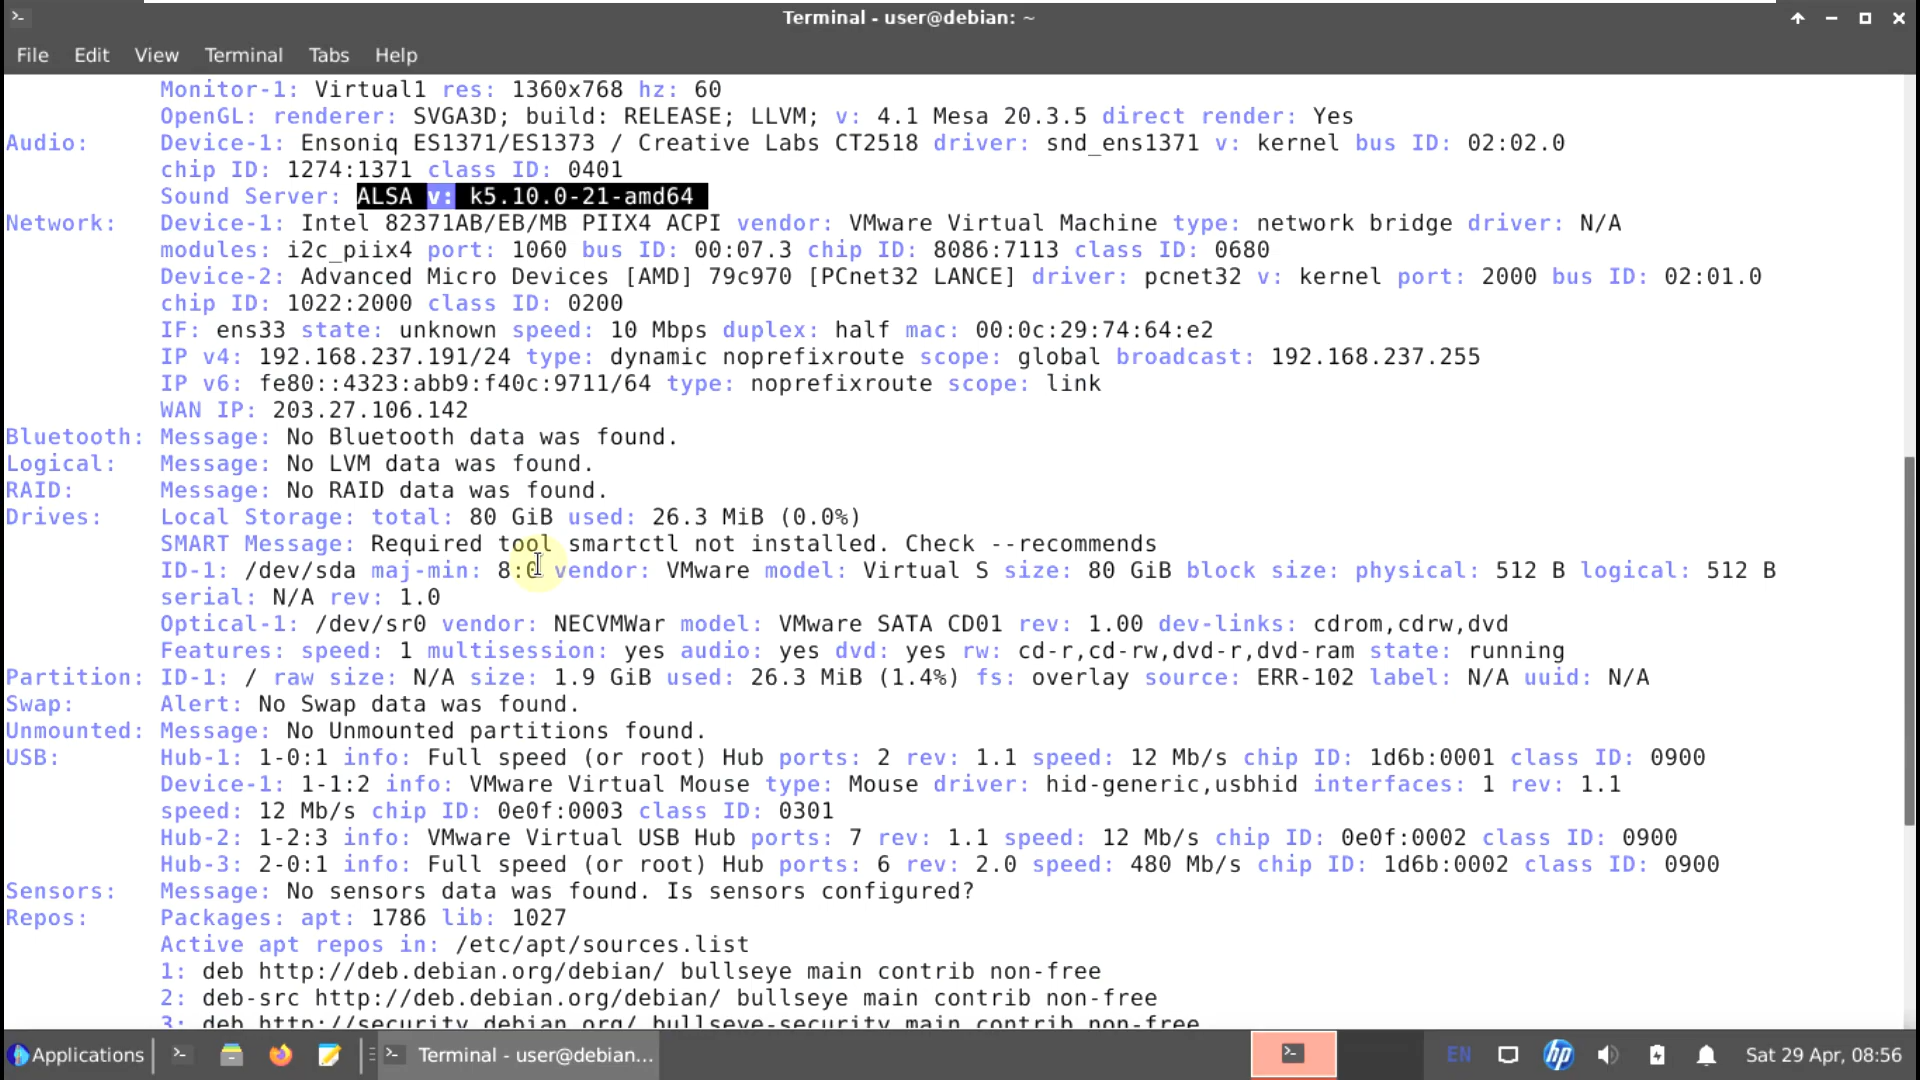 Terminal - user@debian: ~
File Edit View Terminal Tabs Help
Monitor-1: Virtual1 res: 1360x768 hz: 60
OpenGL: renderer: SVGA3D; build: RELEASE; LLVM; v: 4.1 Mesa 20.3.5 direct render: Yes
Audio: Device-1: Ensoniq ES1371/ES1373 / Creative Labs CT2518 driver: snd_ens1371 v: kernel bus ID: 02:02.0
chip ID: 1274:1371 class ID: 0401
Sound Server: ALSA v: k5.10.0-21-amd64
Network: Device-1: Intel 82371AB/EB/MB PIIX4 ACPI vendor: VMware Virtual Machine type: network bridge driver: N/A
modules: i2c_piix4 port: 1060 bus ID: 00:07.3 chip ID: 8086:7113 class ID: 0680
Device-2: Advanced Micro Devices [AMD] 79c970 [PCnet32 LANCE] driver: pcnet32 v: kernel port: 2000 bus ID: 02:01.0
chip ID: 1022:2000 class ID: 0200
IF: ens33 state: unknown speed: 10 Mbps duplex: half mac: 00:0c:29:74:64:e2
IP v4: 192.168.237.191/24 type: dynamic noprefixroute scope: global broadcast: 192.168.237.255
IP v6: fe80::4323:abb9:f40c:9711/64 type: noprefixroute scope: link
WAN IP: 203.27.106.142
Bluetooth: Message: No Bluetooth data was found.
Logical: Message: No LVM data was found.
RAID: Message: No RAID data was found.
Drives: Local Storage: total: 80 GiB used: 26.3 MiB (0.0%)
SMART Message: Required tool smartctl not installed. Check --recommends
ID-1: /dev/sda maj-min: 8:0 vendor: VMware model: Virtual S size: 80 GiB block size: physical: 512 B logical: 512 B
serial: N/A rev: 1.0
Optical-1: /dev/sr0 vendor: NECVMWar model: VMware SATA CD01 rev: 1.00 dev-links: cdrom,cdrw,dvd
Features: speed: 1 multisession: yes audio: yes dvd: yes rw: cd-r,cd-rw,dvd-r,dvd-ram state: running
Partition: ID-1: / raw size: N/A size: 1.9 GiB used: 26.3 MiB (1.4%) fs: overlay source: ERR-102 label: N/A uuid: N/A
Swap: Alert: No Swap data was found.
Unmounted: Message: No Unmounted partitions found.
USB: Hub-1: 1-0:1 info: Full speed (or root) Hub ports: 2 rev: 1.1 speed: 12 Mb/s chip ID: 1d6b:0001 class ID: 0900
Device-1: 1-1:2 info: VMware Virtual Mouse type: Mouse driver: hid-generic,usbhid interfaces: 1 rev: 1.1
speed: 12 Mb/s chip ID: 0e0f:0003 class ID: 0301
Hub-2: 1-2:3 info: VMware Virtual USB Hub ports: 7 rev: 1.1 speed: 12 Mb/s chip ID: 0e0f:0002 class ID: 0900
Hub-3: 2-0:1 info: Full speed (or root) Hub ports: 6 rev: 2.0 speed: 480 Mb/s chip ID: 1d6b:0002 class ID: 0900
Sensors: Message: No sensors data was found. Is sensors configured?
Repos: Packages: apt: 1786 lib: 1027
Active apt repos in: /etc/apt/sources.list
1: deb http://deb.debian.org/debian/ bullseye main contrib non-free
2: deb-src http://deb.debian.org/debian/ bullseye main contrib non-free
3: deb http://security.debian.org/ bullseye-security main contrib non-free
Applications Terminal - user@debian... EN hp Sat 29 Apr, 08:56